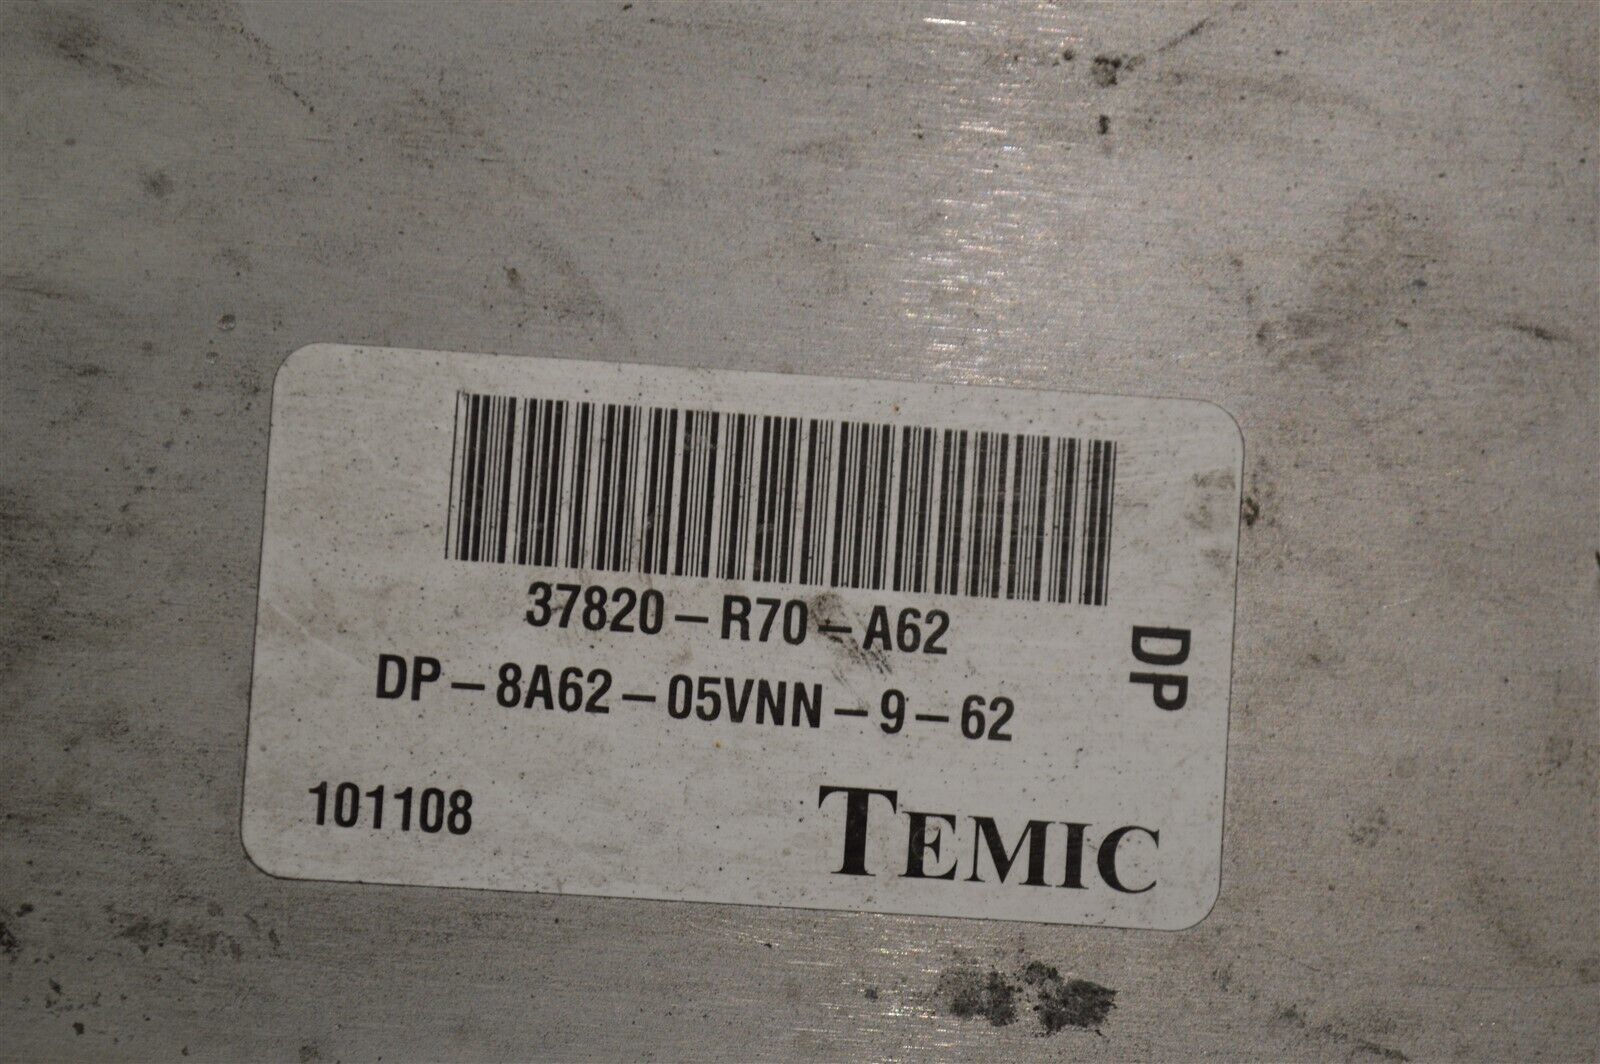 37820-R70-A62
DP-8A62-05VNN-9-62
DP
101108
TEMIC